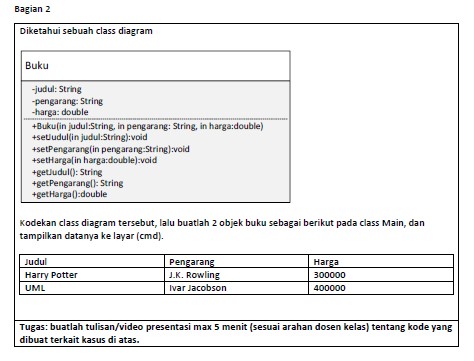 Bagian 2
Diketahui sebuah class diagram
Buku
-judul: String
-pengarang: String
-harga: double
+Buku(in judul:String, in pengarang: String, in harga:double)
+setJudul(in judul:String):void
+setPengarang(in pengarang:String):void
+setHarga(in harga:double):void
+getJudul(): String
+getPengarang(): String
+getHarga():double
Kodekan class diagram tersebut, lalu buatlah 2 objek buku sebagai berikut pada class Main, dan
tampilkan datanya ke layar (cmd).
Judul Pengarang Harga
Harry Potter J.K. Rowling 300000
UML Ivar Jacobson 400000
Tugas: buatlah tulisan/video presentasi max 5 menit (sesuai arahan dosen kelas) tentang kode yang
dibuat terkait kasus di atas.